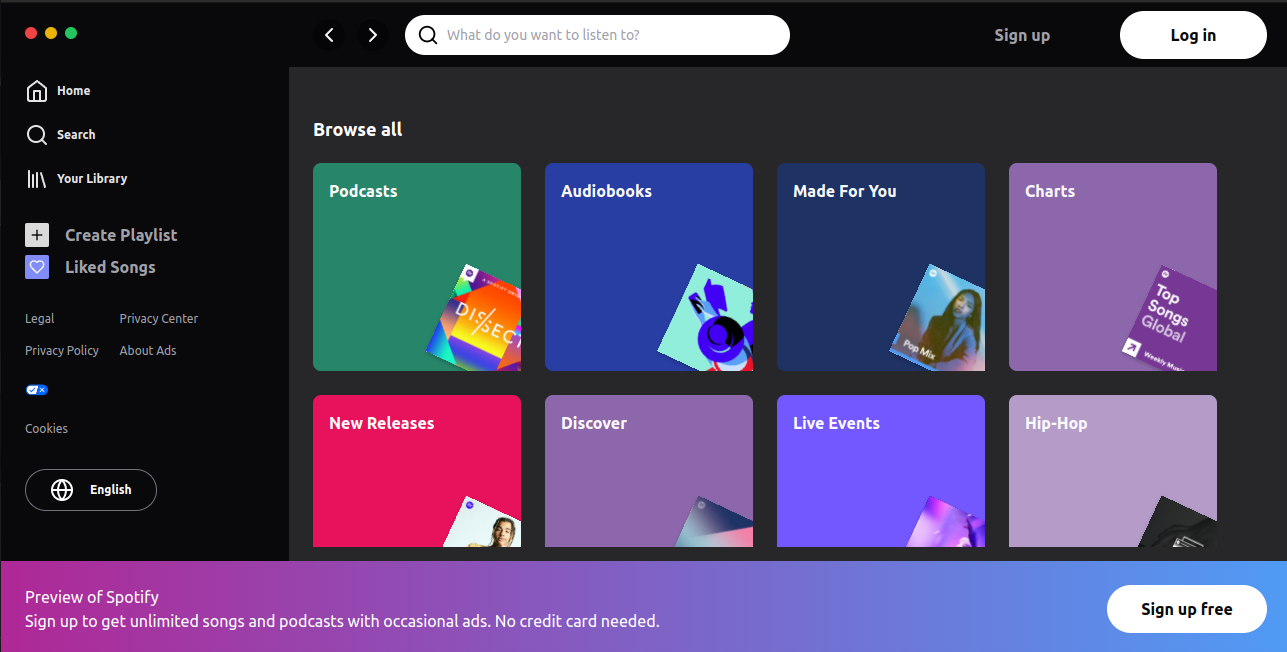 What do you want to listen to?
Sign up
Log in
Home
Search
Your Library
Create Playlist
Liked Songs
Legal
Privacy Center
Privacy Policy
About Ads
Cookies
English
Browse all
Podcasts
Audiobooks
Made For You
Charts
DISSECT
Pop Mix
Top
Songs
Global
New Releases
Discover
Live Events
Hip-Hop
Preview of Spotify
Sign up to get unlimited songs and podcasts with occasional ads. No credit card needed.
Sign up free